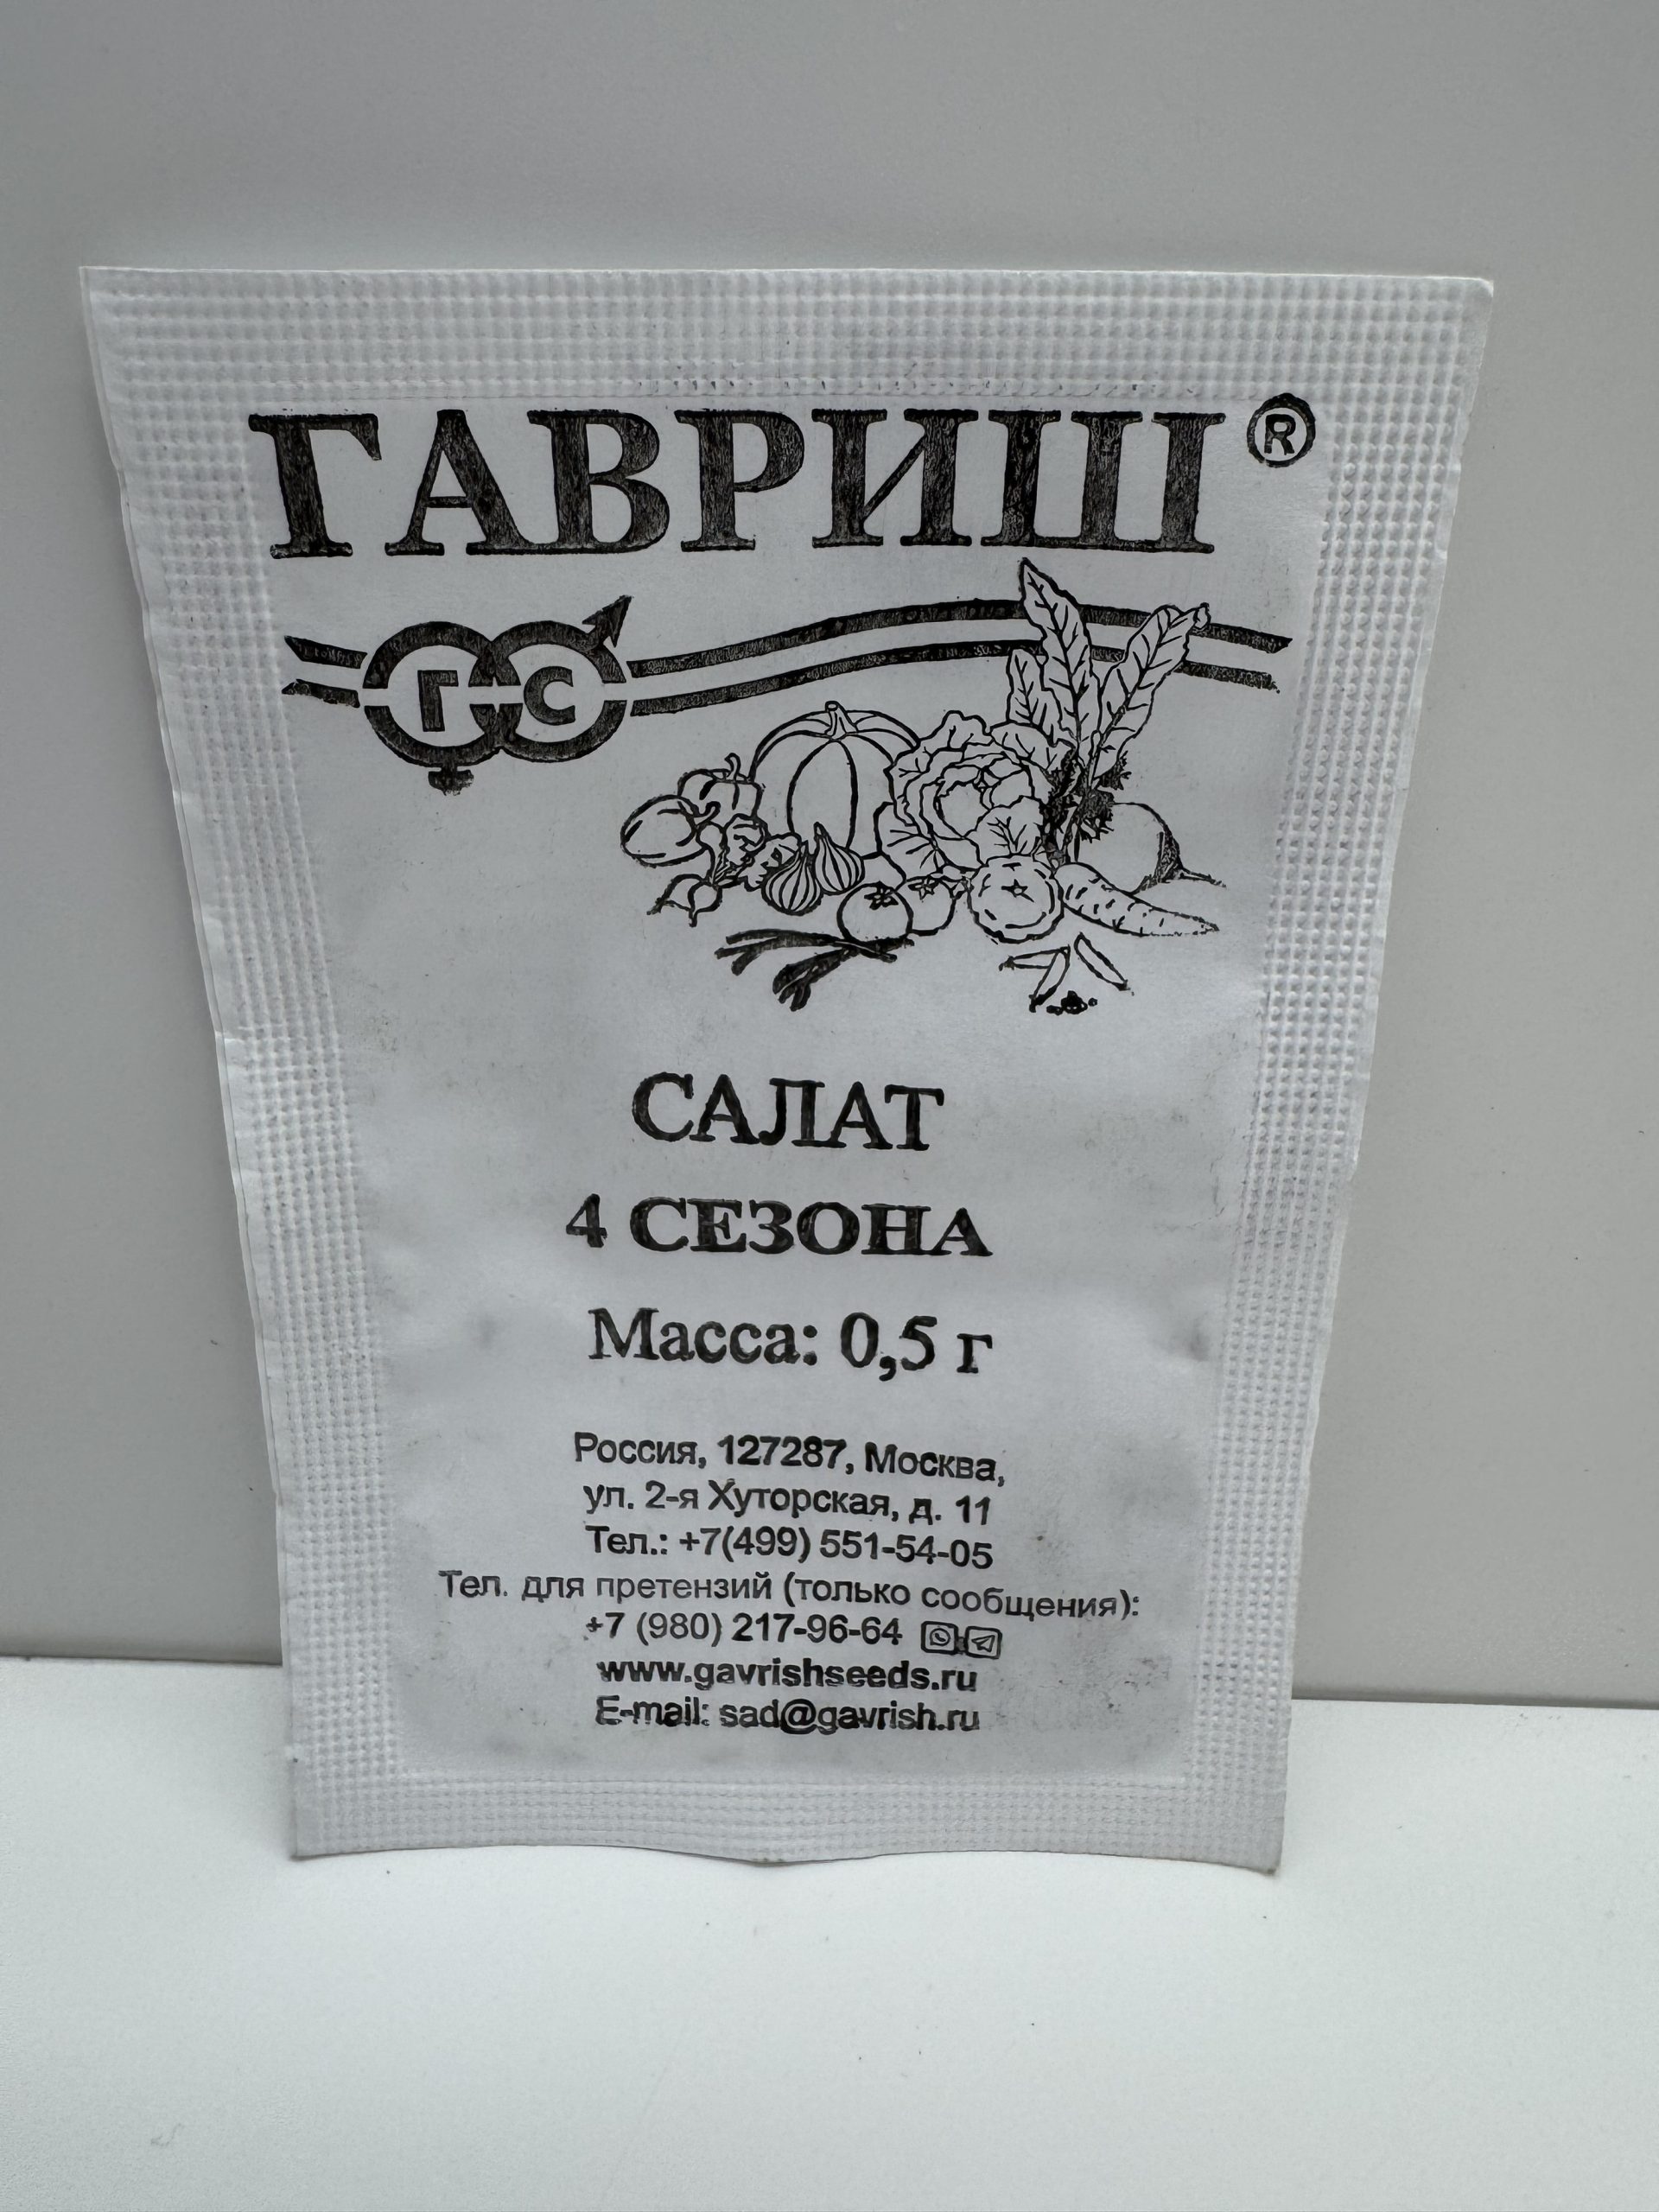 ГАВРИШ®
ГС
САЛАТ
4 СЕЗОНА
Масса: 0,5 г
Россия, 127287, Москва,
ул. 2-я Хуторская, д. 11
Тел.: +7(499) 551-54-05
Тел. для претензий (только сообщения):
+7 (980) 217-96-64
www.gavrishseeds.ru
E-mail: sad@gavrish.ru